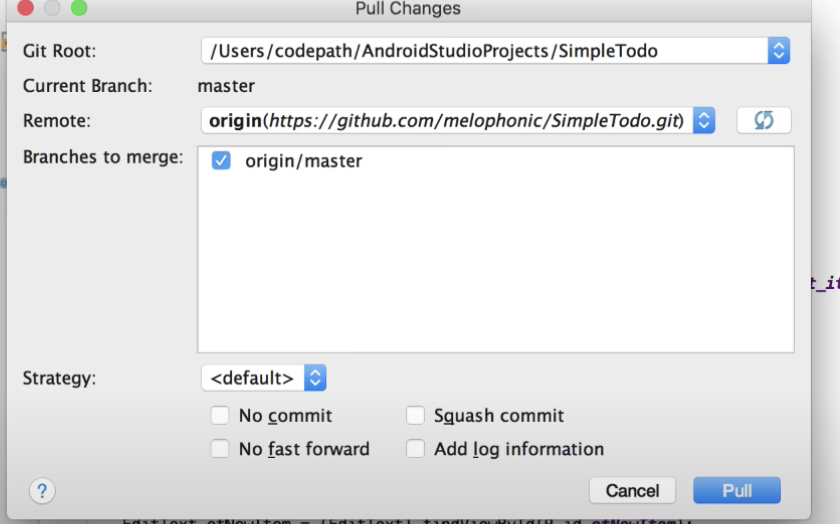 Pull Changes
Git Root: /Users/codepath/AndroidStudioProjects/SimpleTodo
Current Branch: master
Remote: origin(https://github.com/melophonic/SimpleTodo.git)
Branches to merge: origin/master
t_it
Strategy: <default>
No commit Squash commit
No fast forward Add log information
? Cancel Pull
EditText etNewItem = (EditText) findViewById(R.id.etNewItem);